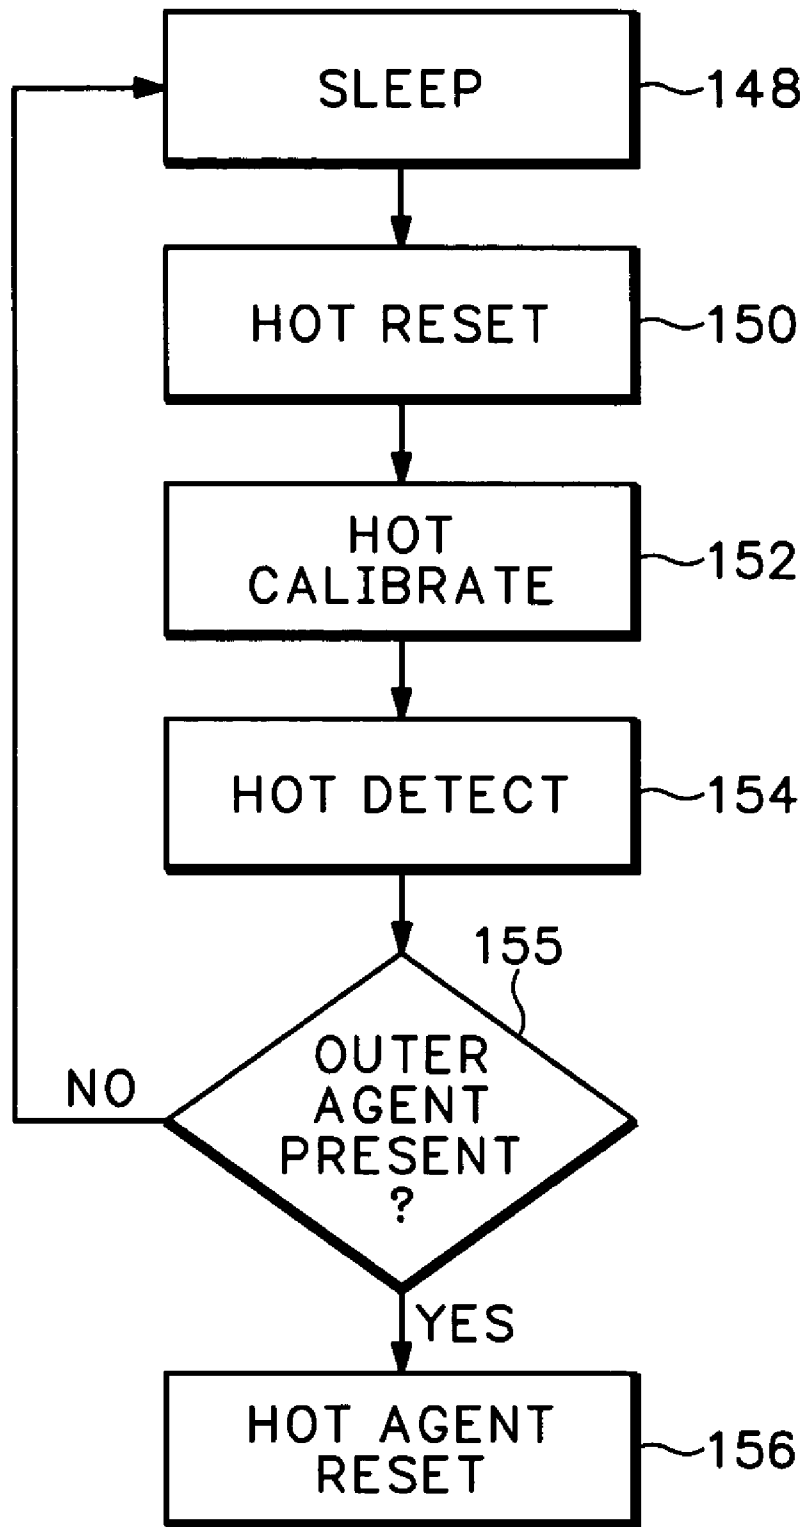 SLEEP
148
HOT RESET
150
HOT
CALIBRATE
152
HOT DETECT
154
155
OUTER
AGENT
PRESENT
?
NO
YES
HOT AGENT
RESET
156